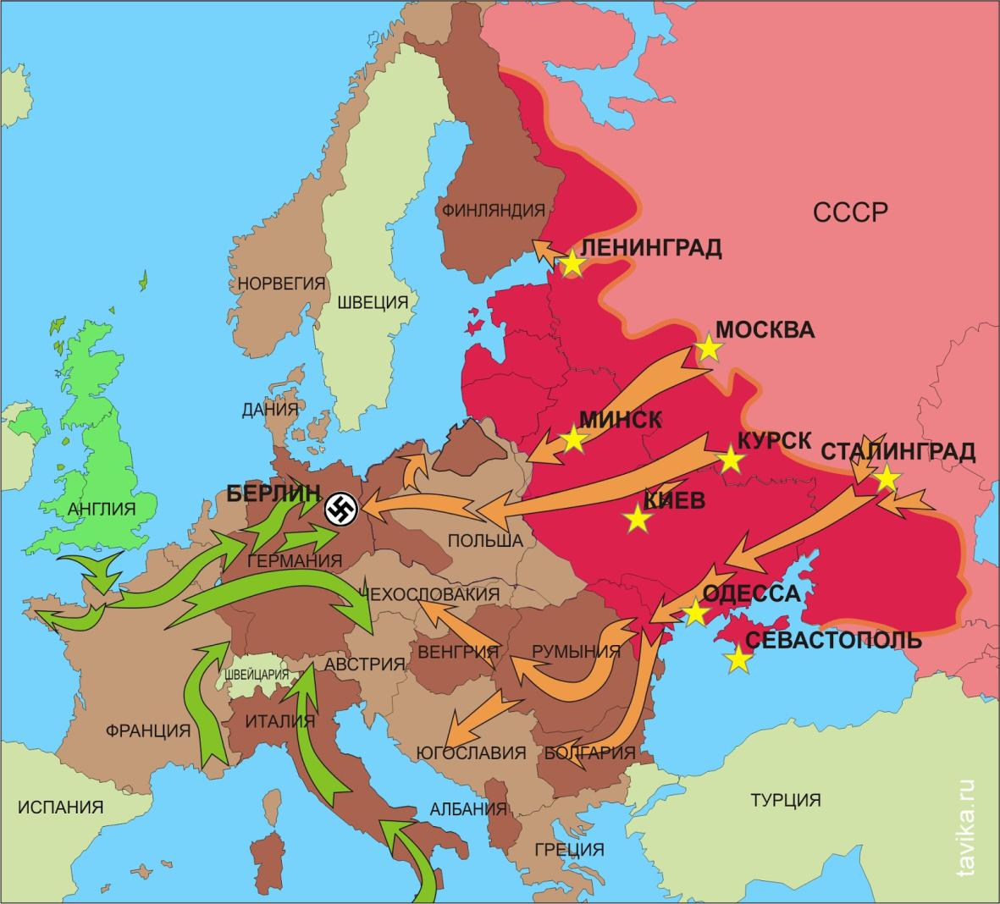 СССР
ФИНЛЯНДИЯ
ЛЕНИНГРАД
НОРВЕГИЯ
ШВЕЦИЯ
МОСКВА
ДАНИЯ
МИНСК
КУРСК
СТАЛИНГРАД
БЕРЛИН
КИЕВ
АНГЛИЯ
ПОЛЬША
ГЕРМАНИЯ
ЧЕХОСЛОВАКИЯ
ОДЕССА
СЕВАСТОПОЛЬ
ВЕНГРИЯ
РУМЫНИЯ
АВСТРИЯ
ШВЕЙЦАРИЯ
ИТАЛИЯ
ФРАНЦИЯ
ЮГОСЛАВИЯ
БОЛГАРИЯ
ИСПАНИЯ
АЛБАНИЯ
ТУРЦИЯ
ГРЕЦИЯ
tavika.ru